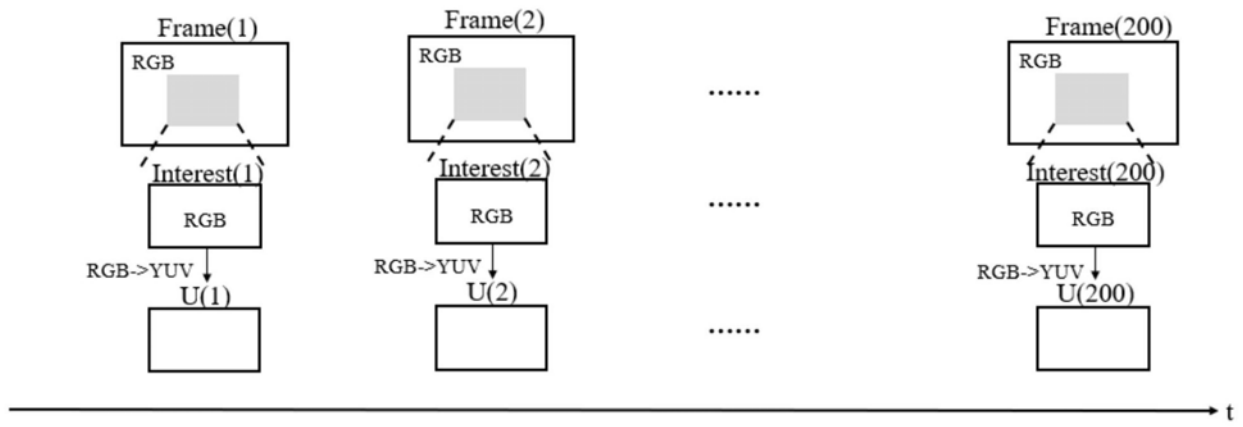 Frame(1) Frame(2) Frame(200)
RGB RGB RGB
......
Interest(1) Interest(2) Interest(200)
RGB RGB ...... RGB
RGB->YUV RGB->YUV RGB->YUV
U(1) U(2) U(200)
......
t